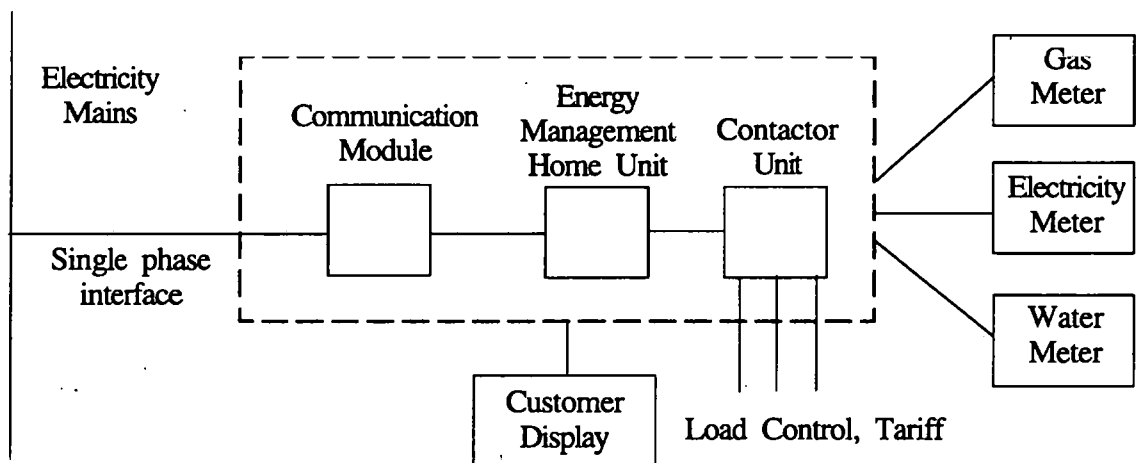 Electricity
Mains
Communication
Module
Energy
Management
Home Unit
Contactor
Unit
Gas
Meter
Electricity
Meter
Water
Meter
Single phase
interface
Customer
Display
Load Control, Tariff